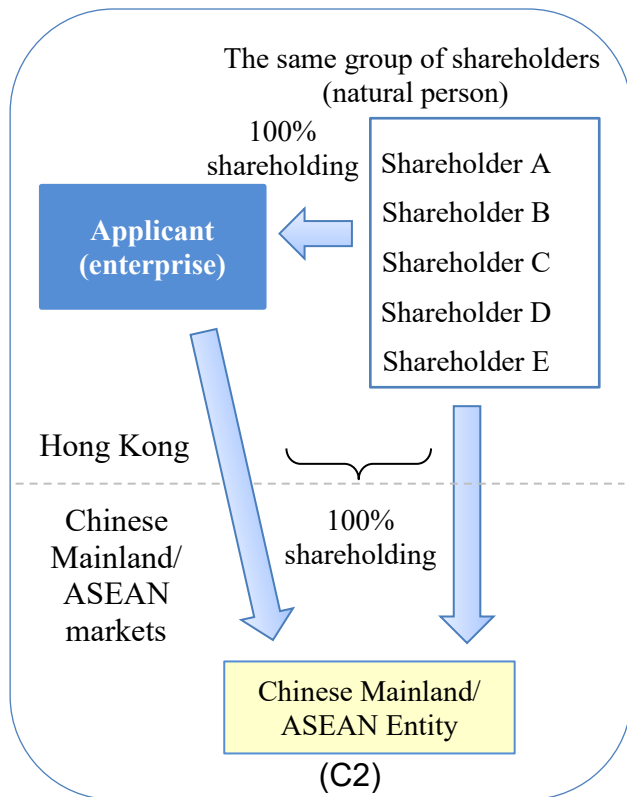 The same group of shareholders
(natural person)
100%
shareholding
Applicant
(enterprise)
Shareholder A
Shareholder B
Shareholder C
Shareholder D
Shareholder E
Hong Kong
Chinese
Mainland/
ASEAN
markets
100%
shareholding
Chinese Mainland/
ASEAN Entity
(C2)